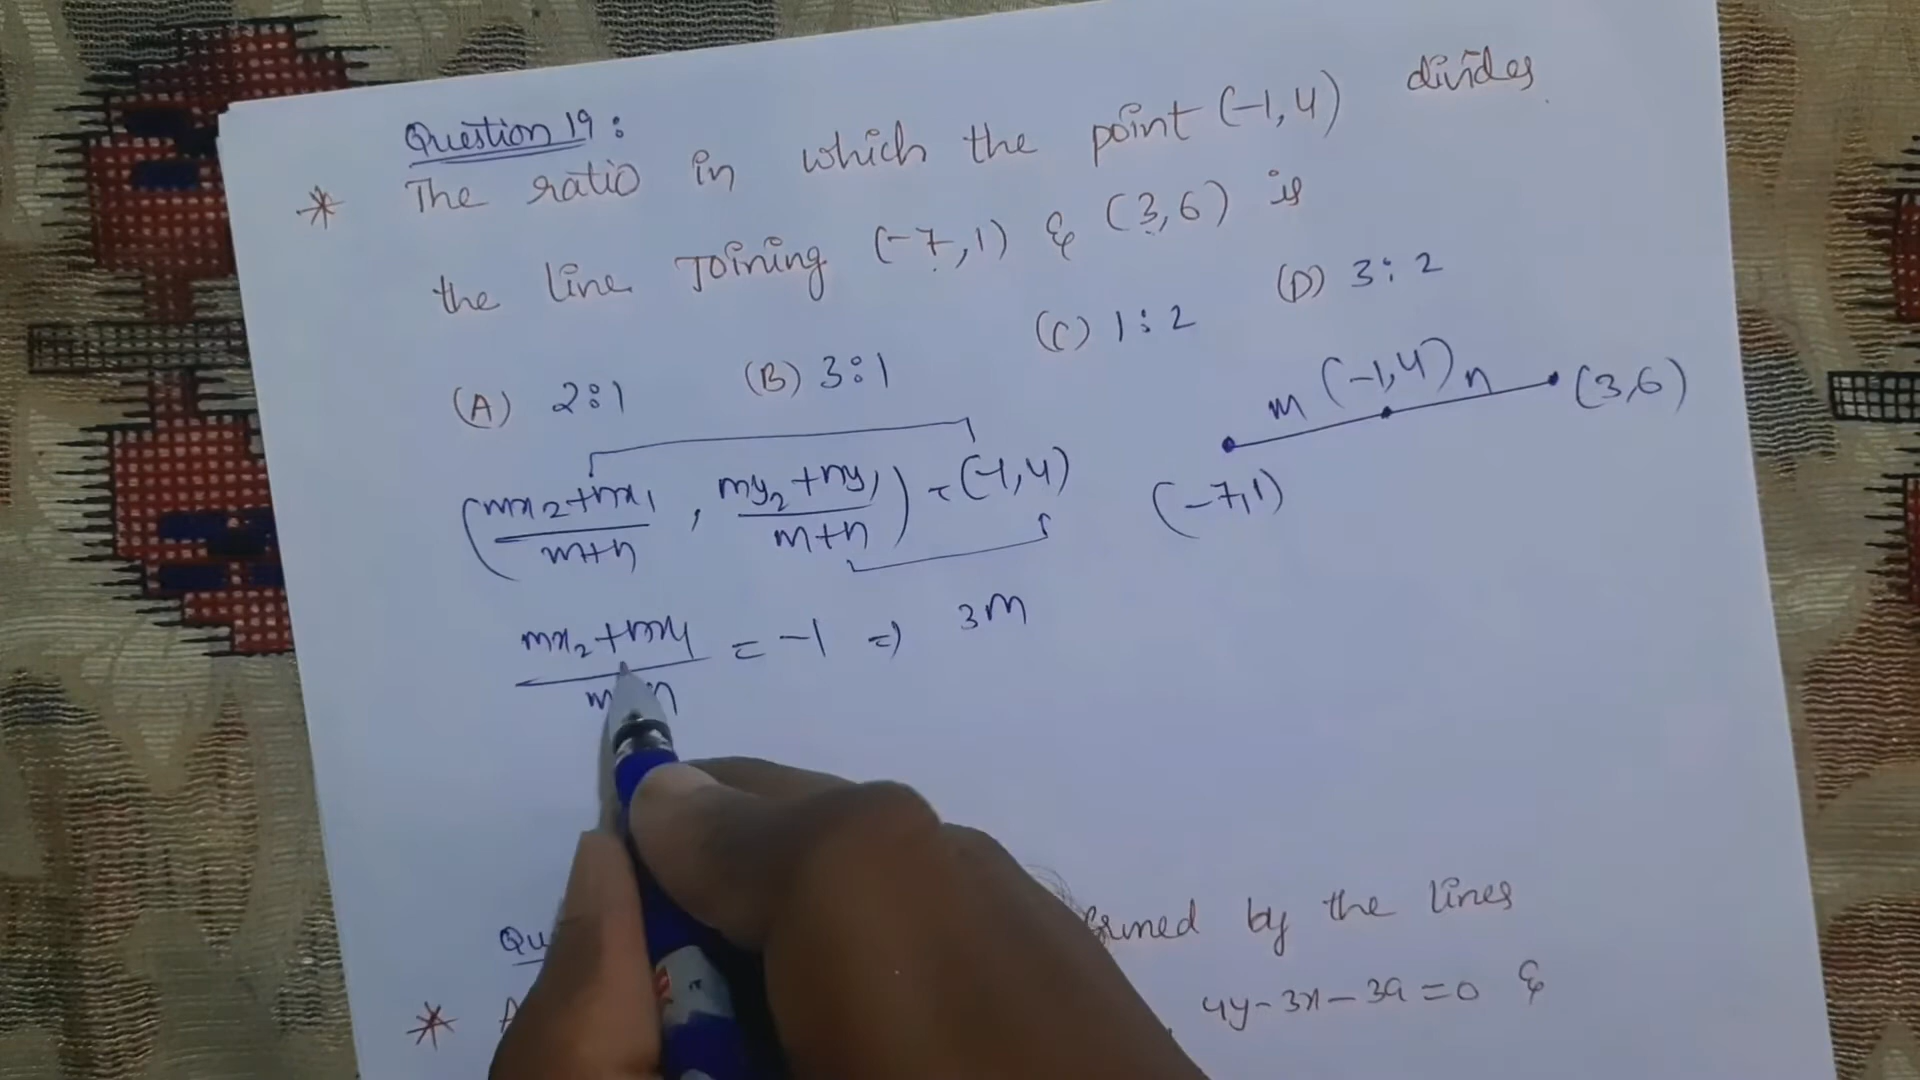 Question 19:
* The ratio in which the point (-1,4) divides
the line Joining (-7,1) & (3,6) is
(A) 2:1 (B) 3:1 (C) 1:2 (D) 3:2
m (-1,4) n (3,6)
(-7,1)
(mx₂+nx₁/m+n , my₂+ny₁/m+n) = (-1,4)
mx₂+nx₁/m+n = -1 => 3m
by the lines
* 4y-3x-3a=0 &